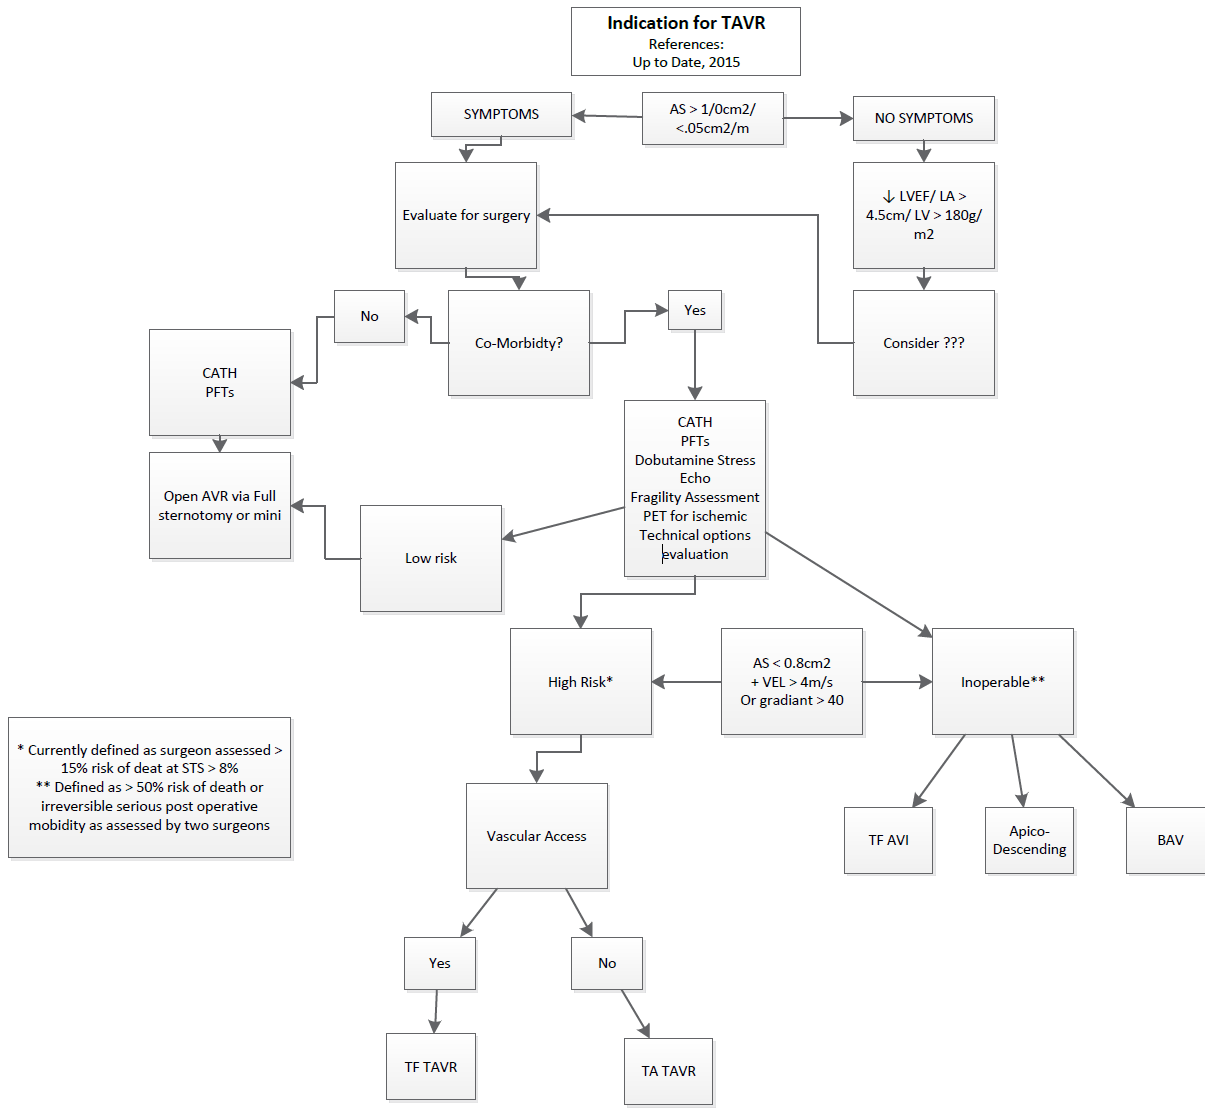 Indication for TAVR
References:
Up to Date, 2015
SYMPTOMS
AS > 1/0cm2/
<.05cm2/m
NO SYMPTOMS
Evaluate for surgery
↓ LVEF/ LA >
4.5cm/ LV > 180g/
m2
No
Co-Morbidty?
Yes
Consider ???
CATH
PFTs
CATH
PFTs
Dobutamine Stress
Echo
Fragility Assessment
PET for ischemic
Technical options
evaluation
Open AVR via Full
sternotomy or mini
Low risk
High Risk*
AS < 0.8cm2
+ VEL > 4m/s
Or gradiant > 40
Inoperable**
* Currently defined as surgeon assessed >
15% risk of deat at STS > 8%
** Defined as > 50% risk of death or
irreversible serious post operative
mobidity as assessed by two surgeons
Vascular Access
TF AVI
Apico-
Descending
BAV
Yes
No
TF TAVR
TA TAVR